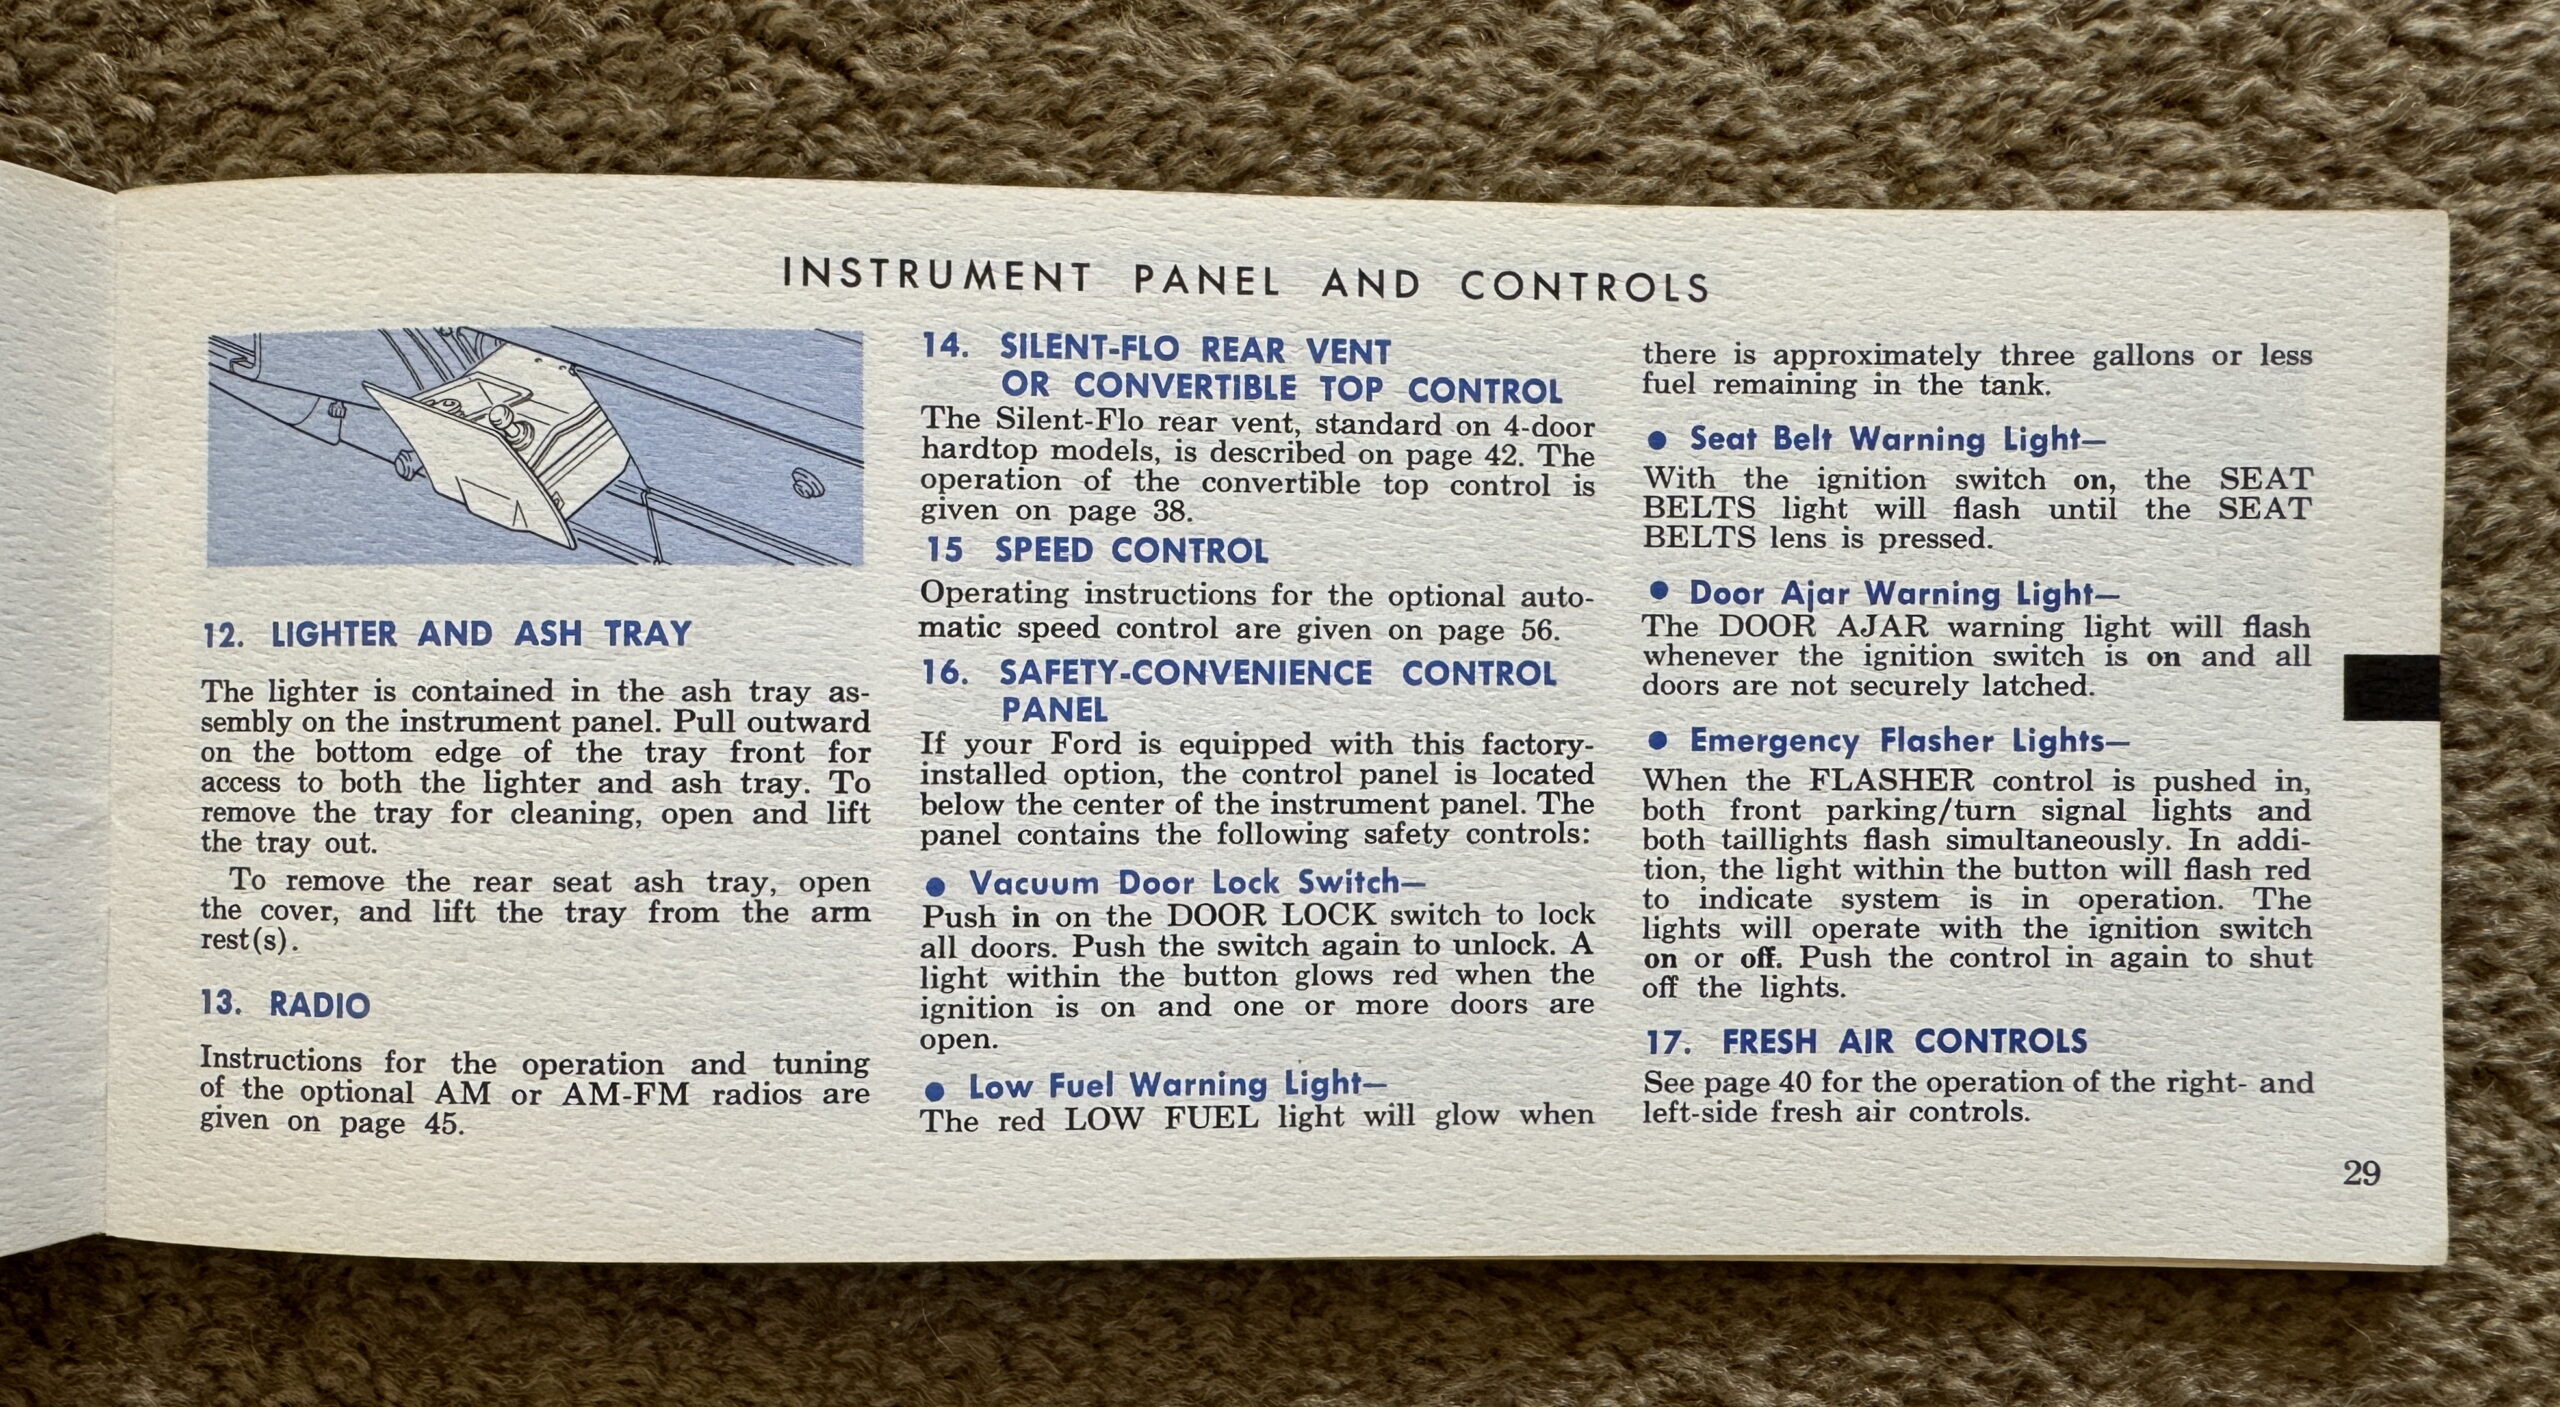 INSTRUMENT PANEL AND CONTROLS
12. LIGHTER AND ASH TRAY
The lighter is contained in the ash tray as-
sembly on the instrument panel. Pull outward
on the bottom edge of the tray front for
access to both the lighter and ash tray. To
remove the tray for cleaning, open and lift
the tray out.
To remove the rear seat ash tray, open
the cover, and lift the tray from the arm
rest(s).
13. RADIO
Instructions for the operation and tuning
of the optional AM or AM-FM radios are
given on page 45.
14. SILENT-FLO REAR VENT
OR CONVERTIBLE TOP CONTROL
The Silent-Flo rear vent, standard on 4-door
hardtop models, is described on page 42. The
operation of the convertible top control is
given on page 38.
15 SPEED CONTROL
Operating instructions for the optional auto-
matic speed control are given on page 56.
16. SAFETY-CONVENIENCE CONTROL
PANEL
If your Ford is equipped with this factory-
installed option, the control panel is located
below the center of the instrument panel. The
panel contains the following safety controls:
• Vacuum Door Lock Switch—
Push in on the DOOR LOCK switch to lock
all doors. Push the switch again to unlock. A
light within the button glows red when the
ignition is on and one or more doors are
open.
• Low Fuel Warning Light—
The red LOW FUEL light will glow when
there is approximately three gallons or less
fuel remaining in the tank.
• Seat Belt Warning Light—
With the ignition switch on, the SEAT
BELTS light will flash until the SEAT
BELTS lens is pressed.
• Door Ajar Warning Light—
The DOOR AJAR warning light will flash
whenever the ignition switch is on and all
doors are not securely latched.
• Emergency Flasher Lights—
When the FLASHER control is pushed in,
both front parking/turn signal lights and
both taillights flash simultaneously. In addi-
tion, the light within the button will flash red
to indicate system is in operation. The
lights will operate with the ignition switch
on or off. Push the control in again to shut
off the lights.
17. FRESH AIR CONTROLS
See page 40 for the operation of the right- and
left-side fresh air controls.
29